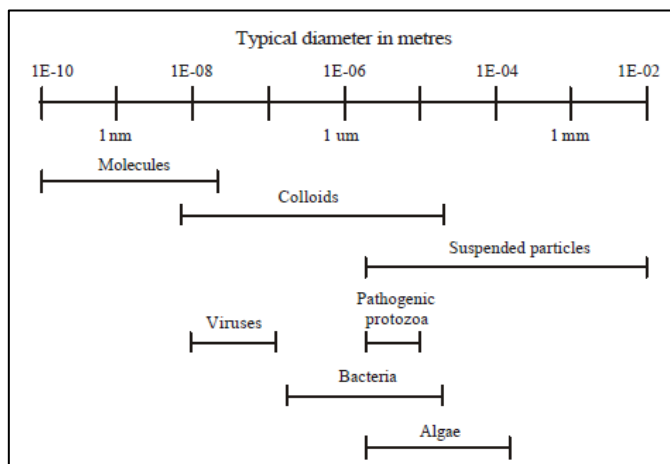 Typical diameter in metres
1E-10 1E-08 1E-06 1E-04 1E-02
1 nm 1 um 1 mm
Molecules
Colloids
Suspended particles
Pathogenic
protozoa
Viruses
Bacteria
Algae